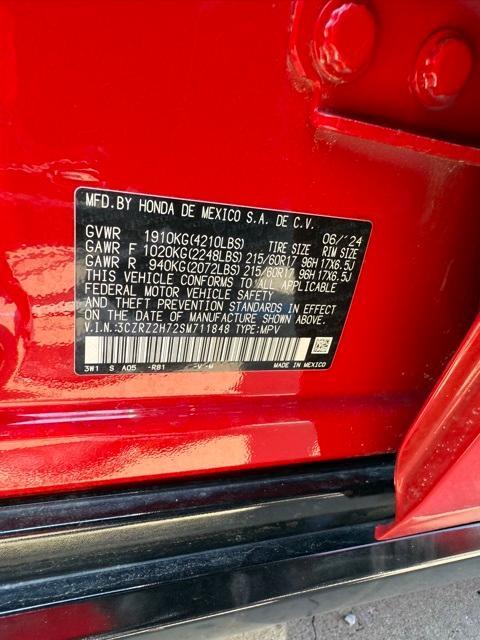 MFD.BY HONDA DE MEXICO S.A. DE C.V.
06/'24
GVWR 1910KG(4210LBS) TIRE SIZE RIM SIZE
GAWR F 1020KG(2248LBS) 215/60R17 96H 17X6.5J
GAWR R 940KG(2072LBS) 215/60R17 96H 17X6.5J
THIS VEHICLE CONFORMS TO ALL APPLICABLE
FEDERAL MOTOR VEHICLE SAFETY
AND THEFT PREVENTION STANDARDS IN EFFECT
ON THE DATE OF MANUFACTURE SHOWN ABOVE.
V.I.N.:3CZRZ2H72SM711848 TYPE:MPV
3W1 S A05 -R81 -V-W MADE IN MEXICO